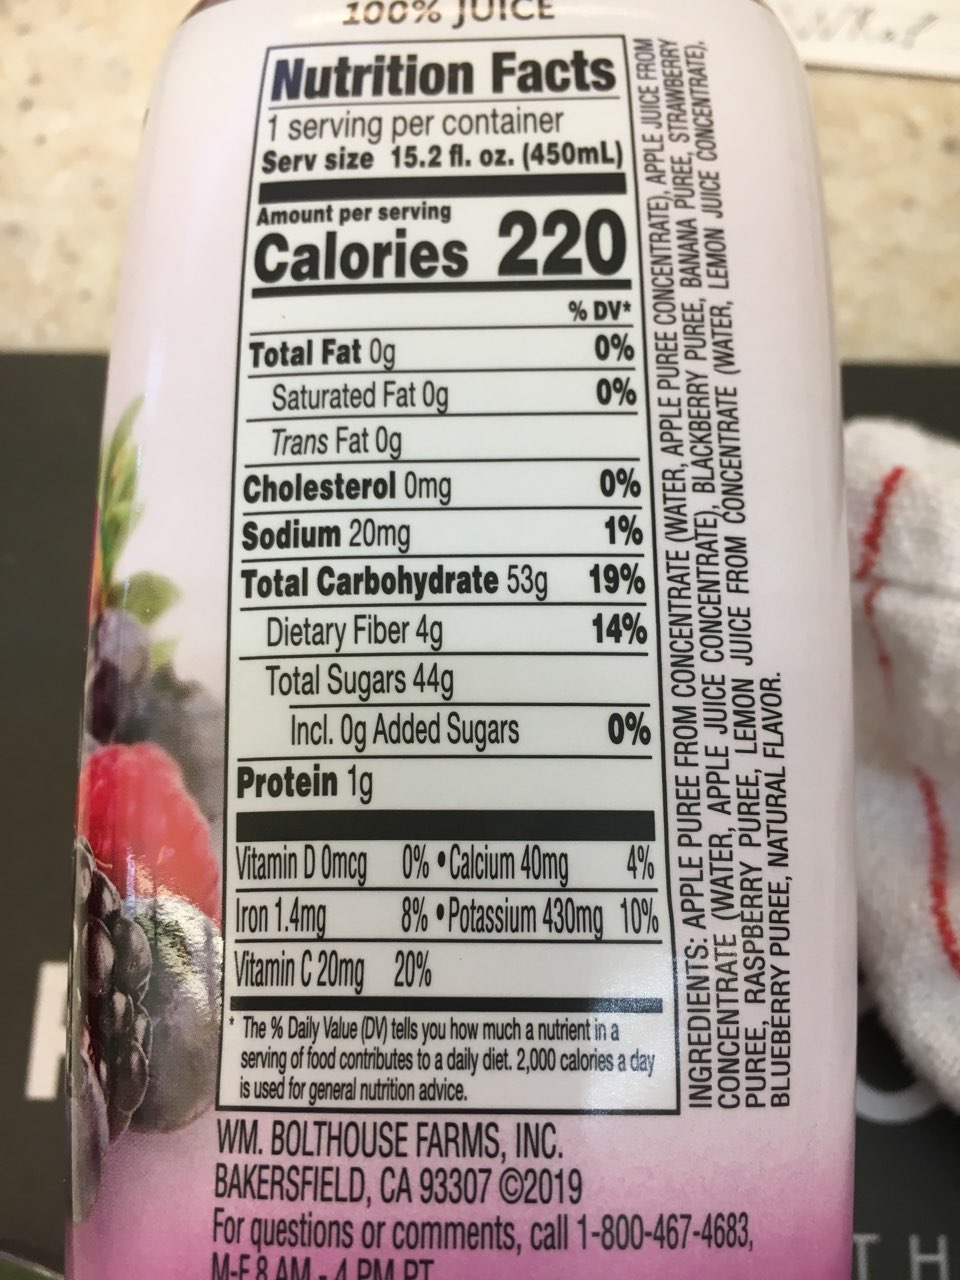 100% JUICE
Nutrition Facts
1 serving per container
Serv size 15.2 fl. oz. (450mL)
Amount per serving
Calories 220
% DV*
Total Fat 0g 0%
Saturated Fat 0g 0%
Trans Fat 0g
Cholesterol 0mg 0%
Sodium 20mg 1%
Total Carbohydrate 53g 19%
Dietary Fiber 4g 14%
Total Sugars 44g
Incl. 0g Added Sugars 0%
Protein 1g
Vitamin D 0mcg 0% • Calcium 40mg 4%
Iron 1.4mg 8% • Potassium 430mg 10%
Vitamin C 20mg 20%
* The % Daily Value (DV) tells you how much a nutrient in a
serving of food contributes to a daily diet. 2,000 calories a day
is used for general nutrition advice.
INGREDIENTS: APPLE PUREE FROM CONCENTRATE (WATER, APPLE PUREE CONCENTRATE), APPLE JUICE FROM
CONCENTRATE (WATER, APPLE JUICE CONCENTRATE), BLACKBERRY PUREE, BANANA PUREE, STRAWBERRY
PUREE, RASPBERRY PUREE, LEMON JUICE FROM CONCENTRATE (WATER, LEMON JUICE CONCENTRATE),
BLUEBERRY PUREE, NATURAL FLAVOR.
WM. BOLTHOUSE FARMS, INC.
BAKERSFIELD, CA 93307 ©2019
For questions or comments, call 1-800-467-4683,
M-F 8 AM - 4 PM PT